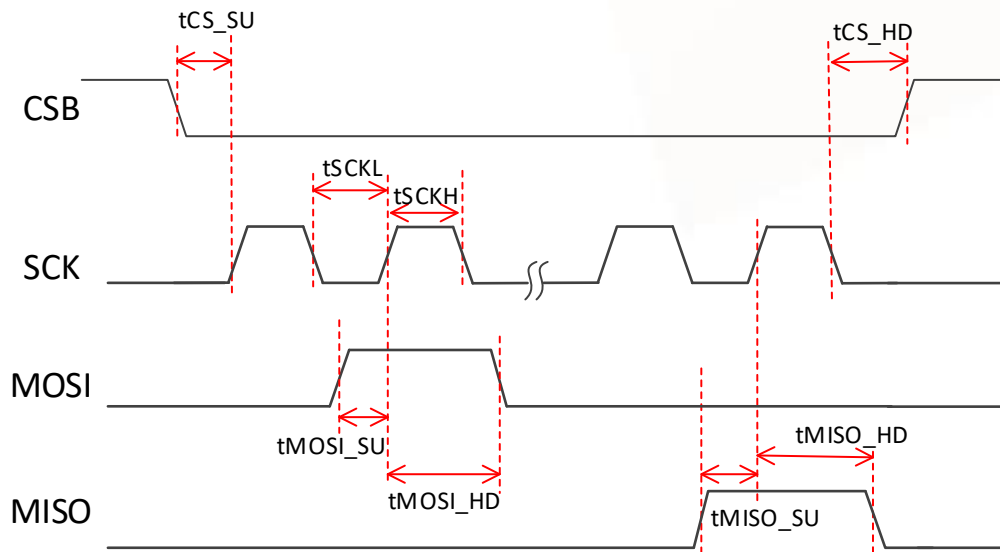 tCS_SU
tCS_HD
CSB
tSCKL
tSCKH
SCK
MOSI
tMOSI_SU
tMISO_HD
tMOSI_HD
tMISO_SU
MISO